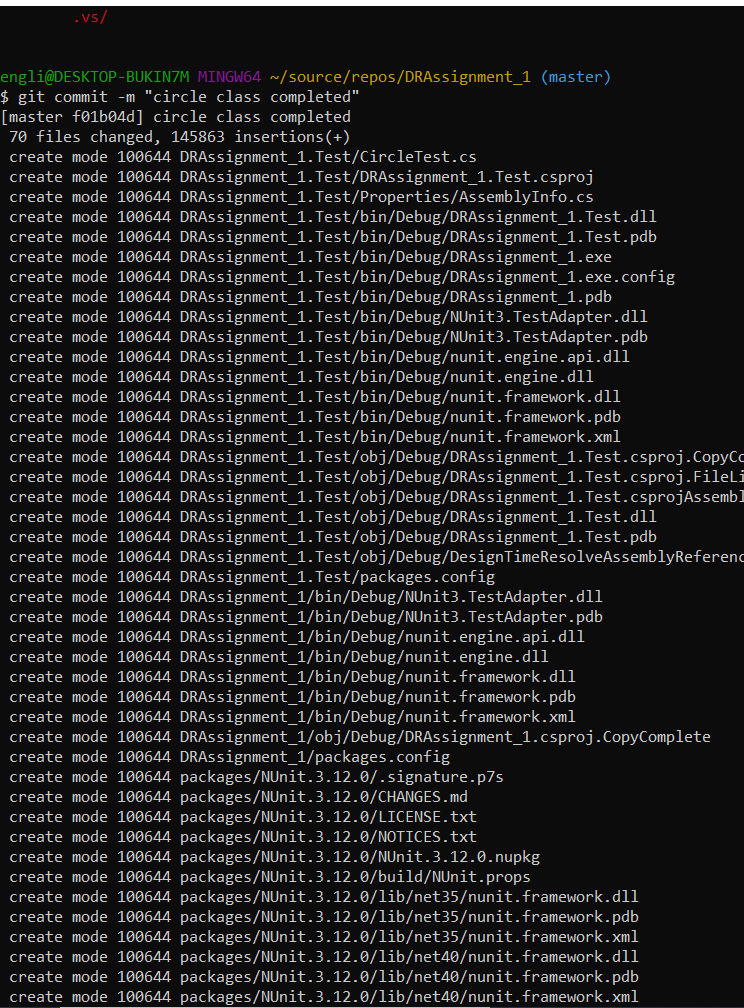 .vs/
engli@DESKTOP-BUKIN7M MINGW64 ~/source/repos/DRAssignment_1 (master)
$ git commit -m "circle class completed"
[master f01b04d] circle class completed
70 files changed, 145863 insertions(+)
create mode 100644 DRAssignment_1.Test/CircleTest.cs
create mode 100644 DRAssignment_1.Test/DRAssignment_1.Test.csproj
create mode 100644 DRAssignment_1.Test/Properties/AssemblyInfo.cs
create mode 100644 DRAssignment_1.Test/bin/Debug/DRAssignment_1.Test.dll
create mode 100644 DRAssignment_1.Test/bin/Debug/DRAssignment_1.Test.pdb
create mode 100644 DRAssignment_1.Test/bin/Debug/DRAssignment_1.exe
create mode 100644 DRAssignment_1.Test/bin/Debug/DRAssignment_1.exe.config
create mode 100644 DRAssignment_1.Test/bin/Debug/DRAssignment_1.pdb
create mode 100644 DRAssignment_1.Test/bin/Debug/NUnit3.TestAdapter.dll
create mode 100644 DRAssignment_1.Test/bin/Debug/NUnit3.TestAdapter.pdb
create mode 100644 DRAssignment_1.Test/bin/Debug/nunit.engine.api.dll
create mode 100644 DRAssignment_1.Test/bin/Debug/nunit.engine.dll
create mode 100644 DRAssignment_1.Test/bin/Debug/nunit.framework.dll
create mode 100644 DRAssignment_1.Test/bin/Debug/nunit.framework.pdb
create mode 100644 DRAssignment_1.Test/bin/Debug/nunit.framework.xml
create mode 100644 DRAssignment_1.Test/obj/Debug/DRAssignment_1.Test.csproj.CopyCo
create mode 100644 DRAssignment_1.Test/obj/Debug/DRAssignment_1.Test.csproj.FileLi
create mode 100644 DRAssignment_1.Test/obj/Debug/DRAssignment_1.Test.csprojAssembl
create mode 100644 DRAssignment_1.Test/obj/Debug/DRAssignment_1.Test.dll
create mode 100644 DRAssignment_1.Test/obj/Debug/DRAssignment_1.Test.pdb
create mode 100644 DRAssignment_1.Test/obj/Debug/DesignTimeResolveAssemblyReferenc
create mode 100644 DRAssignment_1.Test/packages.config
create mode 100644 DRAssignment_1/bin/Debug/NUnit3.TestAdapter.dll
create mode 100644 DRAssignment_1/bin/Debug/NUnit3.TestAdapter.pdb
create mode 100644 DRAssignment_1/bin/Debug/nunit.engine.api.dll
create mode 100644 DRAssignment_1/bin/Debug/nunit.engine.dll
create mode 100644 DRAssignment_1/bin/Debug/nunit.framework.dll
create mode 100644 DRAssignment_1/bin/Debug/nunit.framework.pdb
create mode 100644 DRAssignment_1/bin/Debug/nunit.framework.xml
create mode 100644 DRAssignment_1/obj/Debug/DRAssignment_1.csproj.CopyComplete
create mode 100644 DRAssignment_1/packages.config
create mode 100644 packages/NUnit.3.12.0/.signature.p7s
create mode 100644 packages/NUnit.3.12.0/CHANGES.md
create mode 100644 packages/NUnit.3.12.0/LICENSE.txt
create mode 100644 packages/NUnit.3.12.0/NOTICES.txt
create mode 100644 packages/NUnit.3.12.0/NUnit.3.12.0.nupkg
create mode 100644 packages/NUnit.3.12.0/build/NUnit.props
create mode 100644 packages/NUnit.3.12.0/lib/net35/nunit.framework.dll
create mode 100644 packages/NUnit.3.12.0/lib/net35/nunit.framework.pdb
create mode 100644 packages/NUnit.3.12.0/lib/net35/nunit.framework.xml
create mode 100644 packages/NUnit.3.12.0/lib/net40/nunit.framework.dll
create mode 100644 packages/NUnit.3.12.0/lib/net40/nunit.framework.pdb
create mode 100644 packages/NUnit.3.12.0/lib/net40/nunit.framework.xml